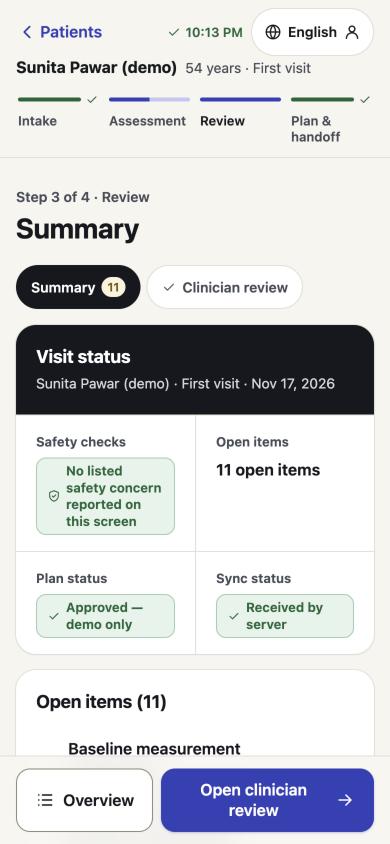 Patients
10:13 PM
English
Sunita Pawar (demo) 54 years · First visit
Intake
Assessment
Review
Plan &
handoff
Step 3 of 4 · Review
Summary
Summary 11
Clinician review
Visit status
Sunita Pawar (demo) · First visit · Nov 17, 2026
Safety checks
No listed
safety concern
reported on
this screen
Open items
11 open items
Plan status
Approved —
demo only
Sync status
Received by
server
Open items (11)
Baseline measurement
Overview
Open clinician
review